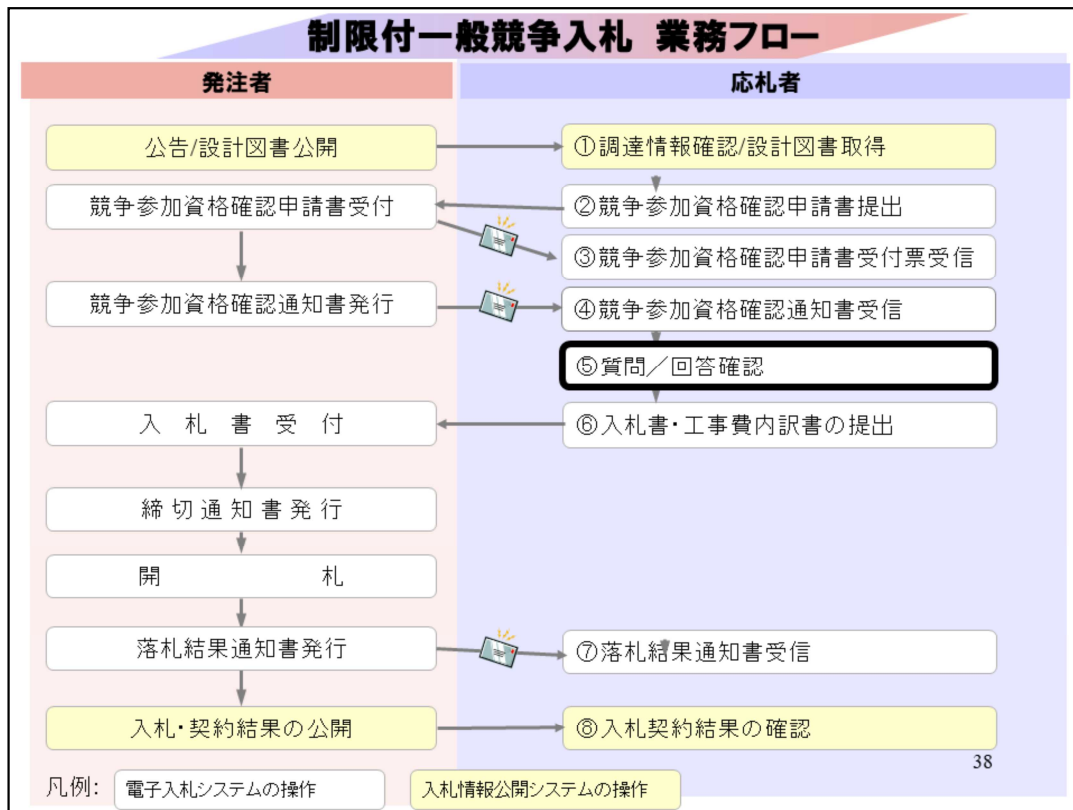 制限付一般競争入札 業務フロー
発注者
応札者
公告/設計図書公開
①調達情報確認/設計図書取得
競争参加資格確認申請書受付
②競争参加資格確認申請書提出
③競争参加資格確認申請書受付票受信
競争参加資格確認通知書発行
④競争参加資格確認通知書受信
⑤質問／回答確認
入 札 書 受 付
⑥入札書・工事費内訳書の提出
締 切 通 知 書 発 行
開 札
落札結果通知書発行
⑦落札結果通知書受信
入札・契約結果の公開
⑧入札契約結果の確認
38
凡例:
電子入札システムの操作
入札情報公開システムの操作